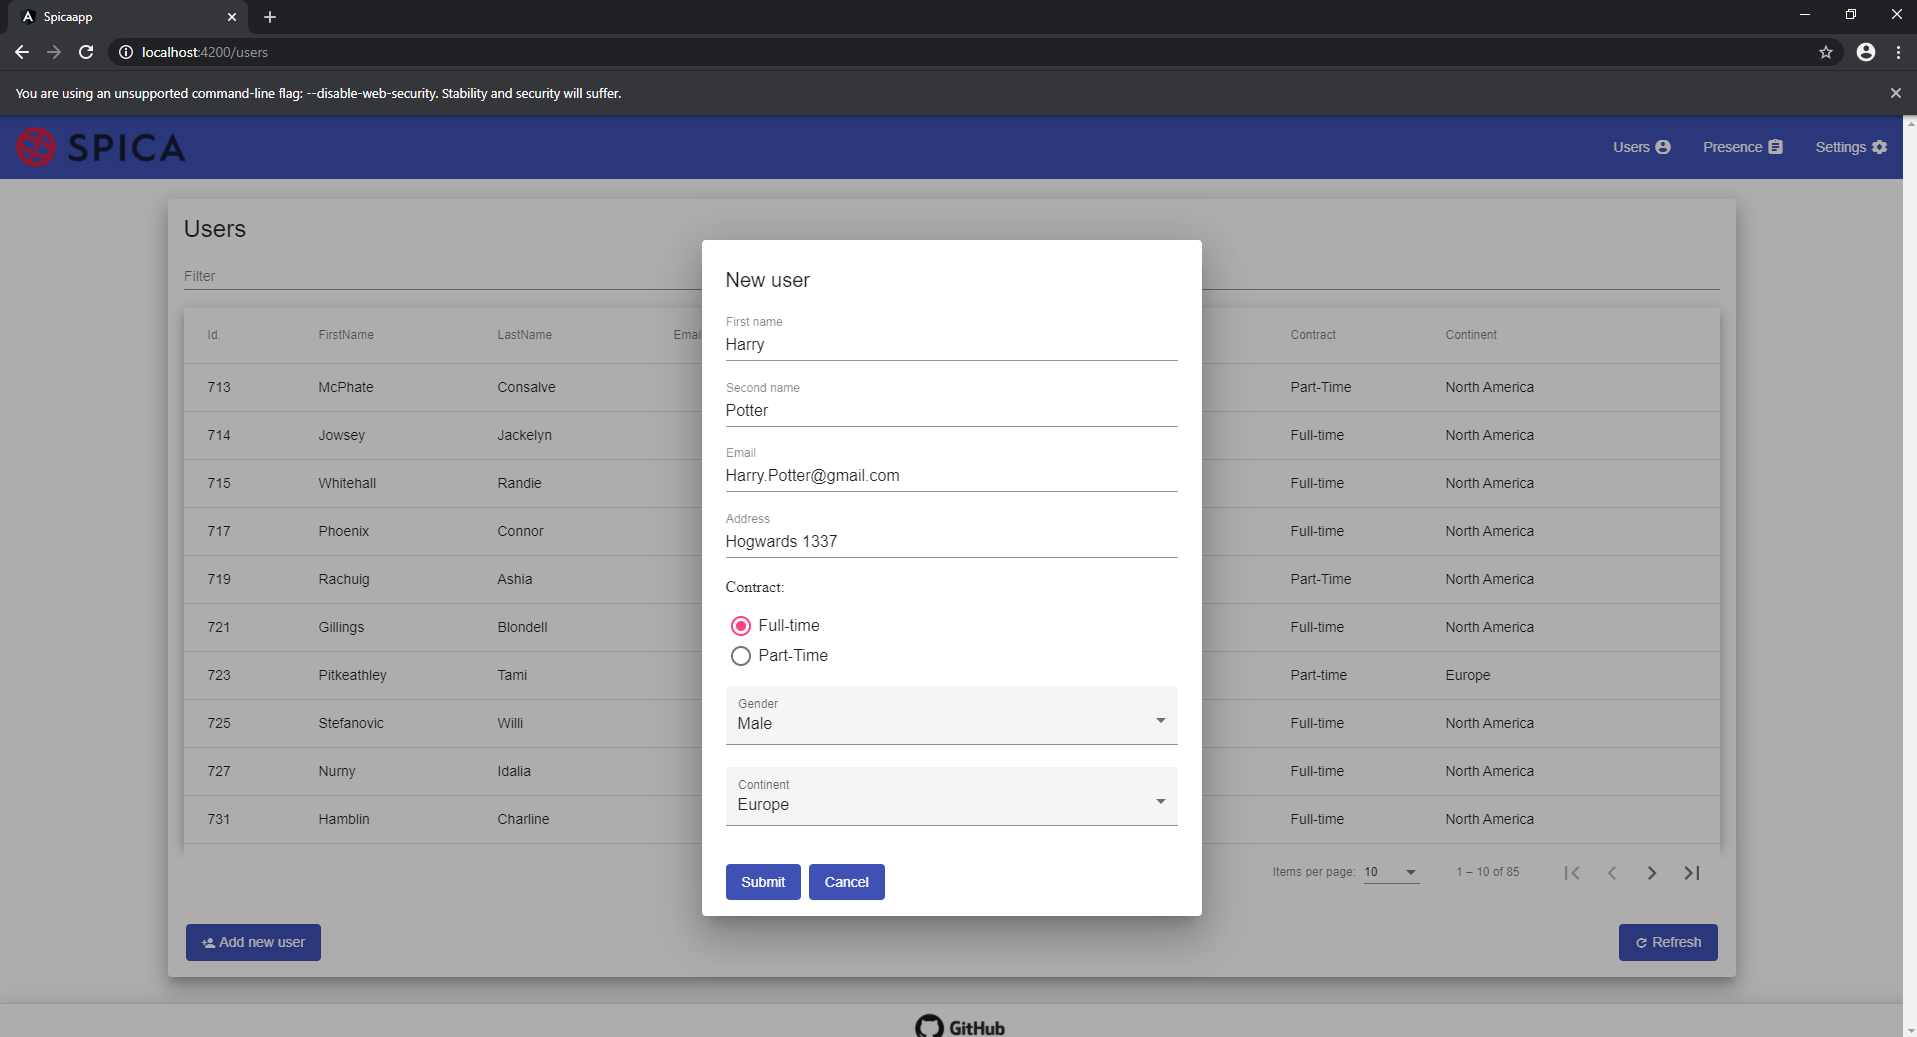 Spicaapp
localhost:4200/users
You are using an unsupported command-line flag: --disable-web-security. Stability and security will suffer.
SPICA
Users
Presence
Settings
Users
Filter
Id. FirstName LastName Emai Contract Continent
713 McPhate Consalve Part-Time North America
714 Jowsey Jackelyn Full-time North America
715 Whitehall Randie Full-time North America
717 Phoenix Connor Full-time North America
719 Rachuig Ashia Part-Time North America
721 Gillings Blondell Full-time North America
723 Pitkeathley Tami Part-time Europe
725 Stefanovic Willi Full-time North America
727 Nurny Idalia Full-time North America
731 Hamblin Charline Full-time North America
New user
First name
Harry
Second name
Potter
Email
Harry.Potter@gmail.com
Address
Hogwards 1337
Contract:
Full-time
Part-Time
Gender
Male
Continent
Europe
Submit Cancel
Items per page: 10 1 – 10 of 85
Add new user
Refresh
GitHub